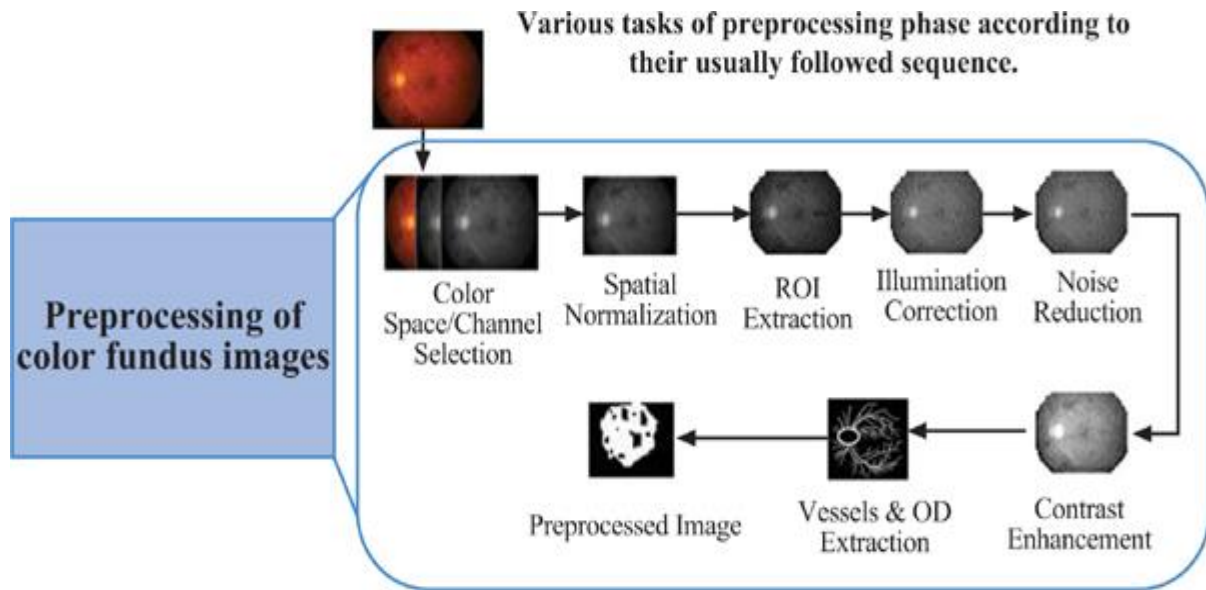 Various tasks of preprocessing phase according to
their usually followed sequence.
Preprocessing of
color fundus images
Color
Space/Channel
Selection
Spatial
Normalization
ROI
Extraction
Illumination
Correction
Noise
Reduction
Preprocessed Image
Vessels & OD
Extraction
Contrast
Enhancement